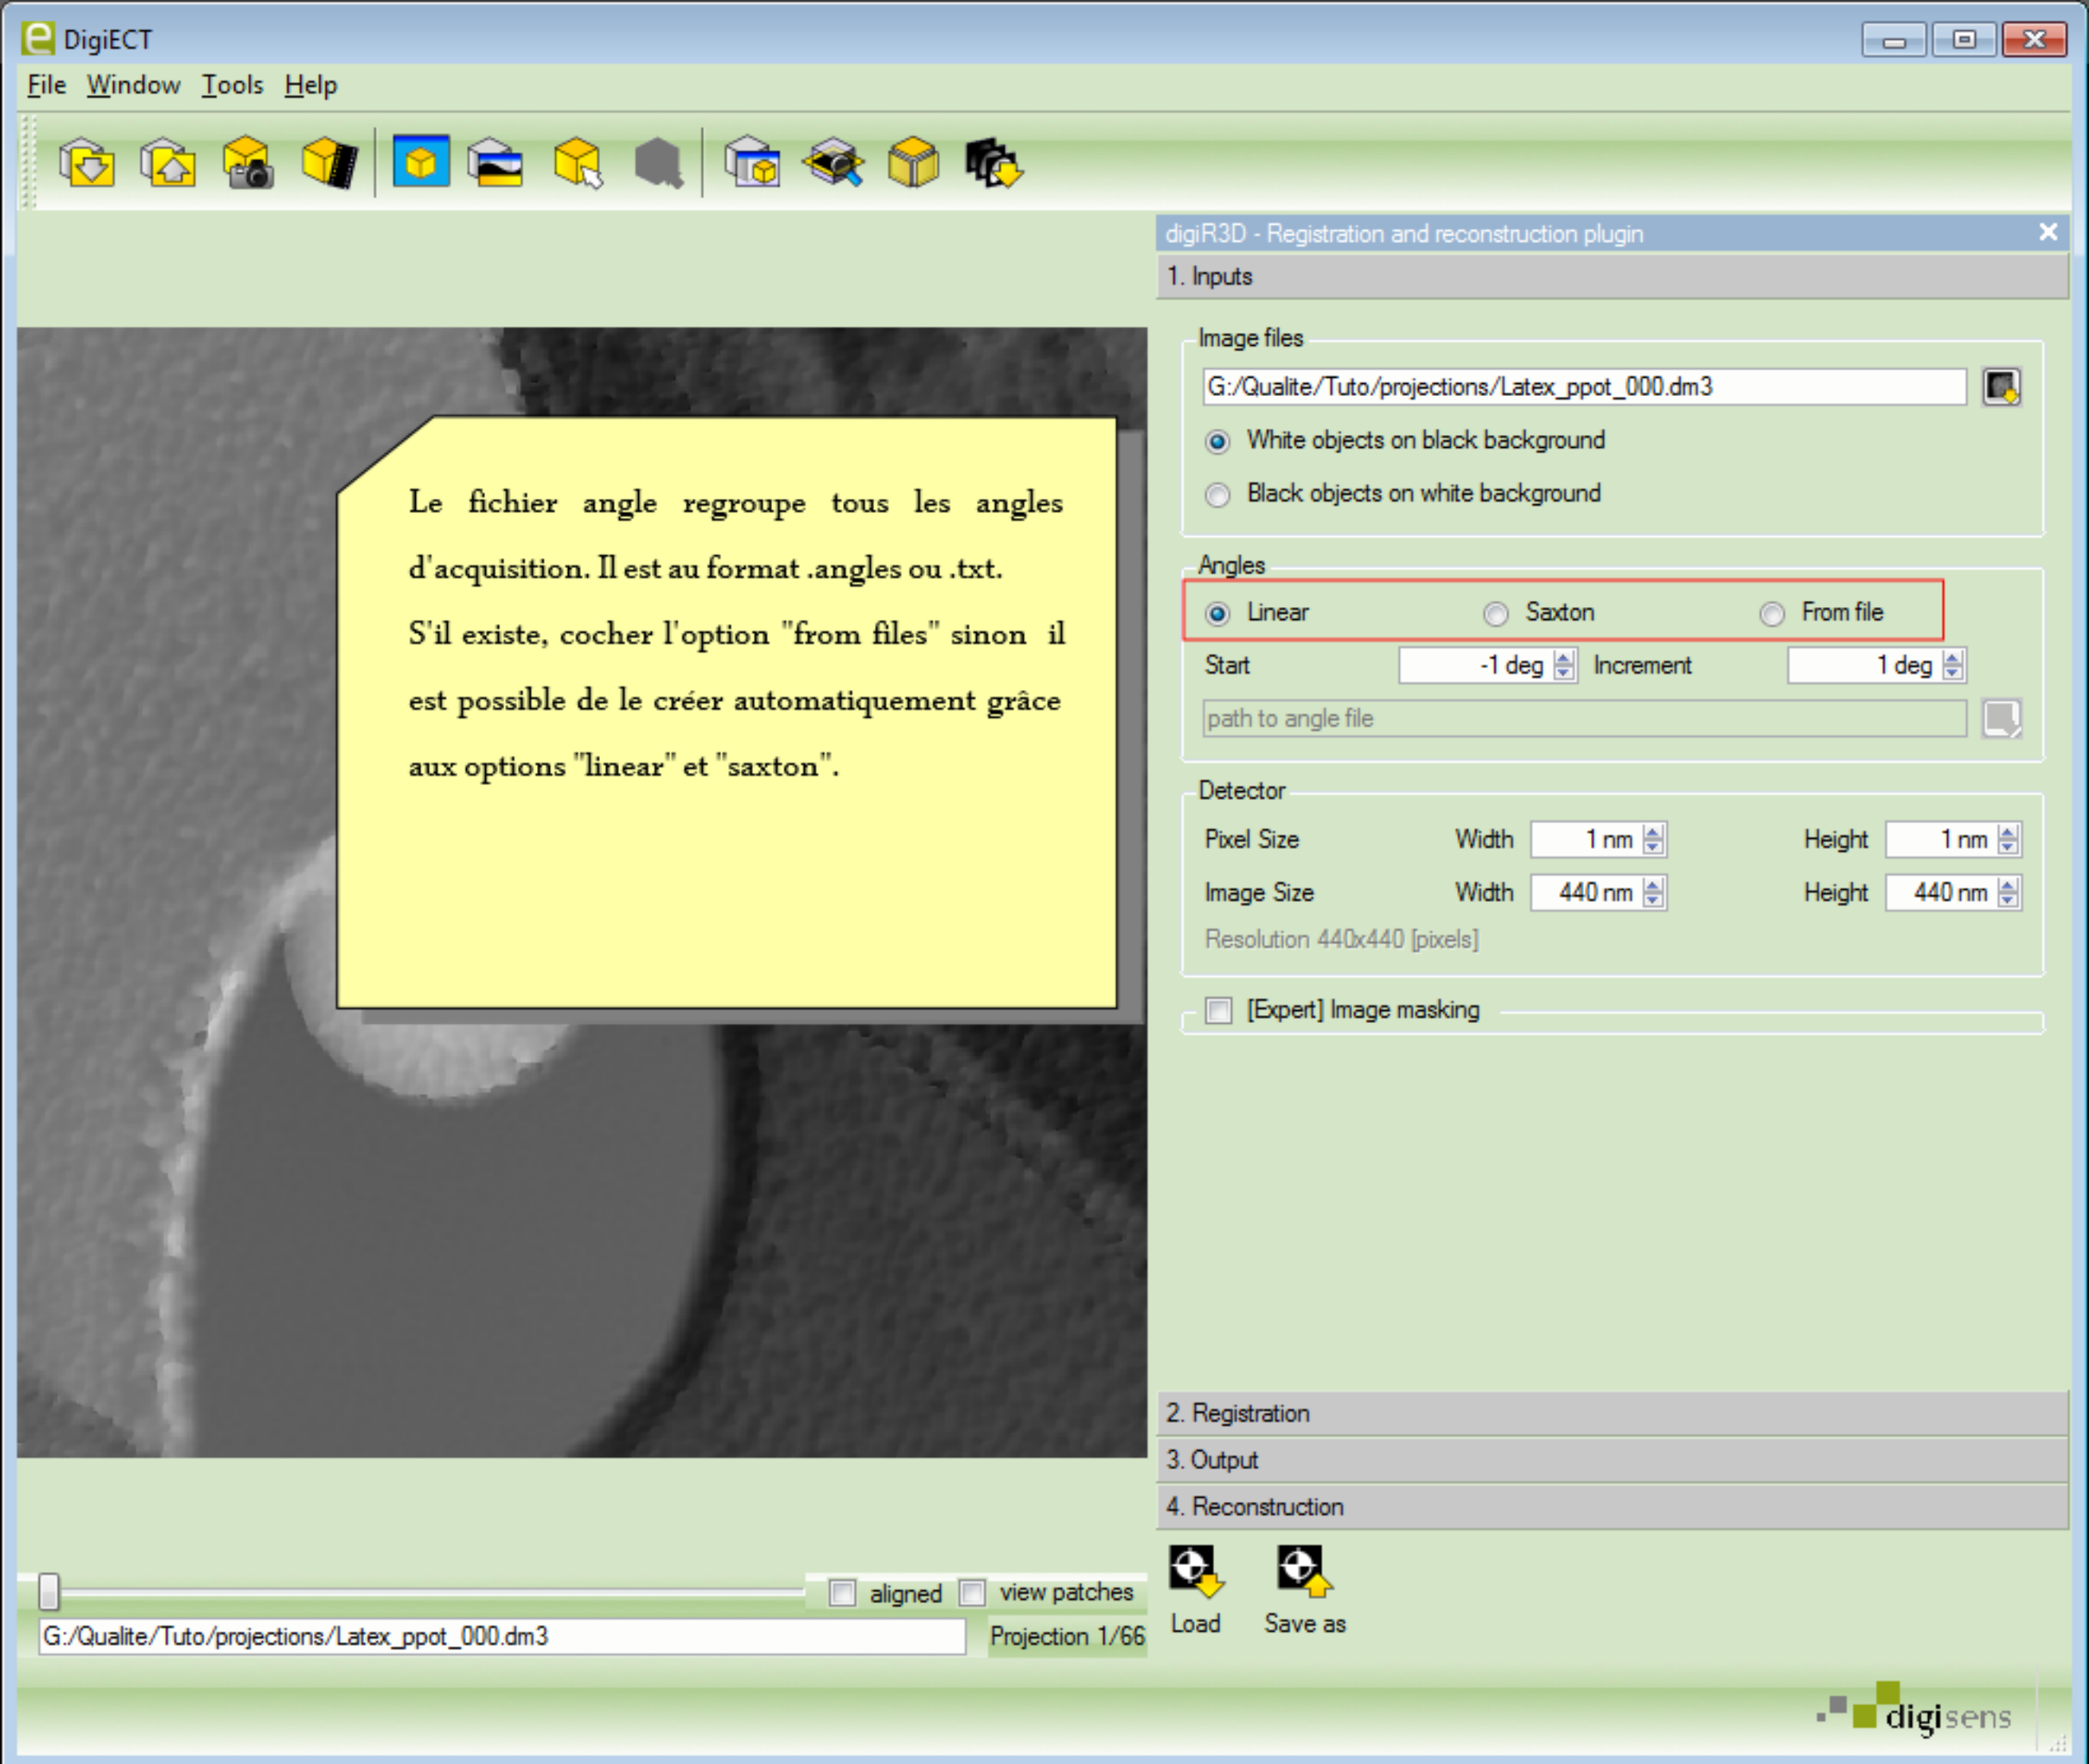 DigiECT
File Window Tools Help
digiR3D - Registration and reconstruction plugin
1. Inputs
Image files
G:/Qualite/Tuto/projections/Latex_ppot_000.dm3
White objects on black background
Black objects on white background
Le fichier angle regroupe tous les angles
d'acquisition. Il est au format .angles ou .txt.
S'il existe, cocher l'option "from files" sinon il
est possible de le créer automatiquement grâce
aux options "linear" et "saxton".
Angles
Linear Saxton From file
Start -1 deg Increment 1 deg
path to angle file
Detector
Pixel Size Width 1 nm Height 1 nm
Image Size Width 440 nm Height 440 nm
Resolution 440x440 [pixels]
[Expert] Image masking
2. Registration
3. Output
4. Reconstruction
aligned view patches
G:/Qualite/Tuto/projections/Latex_ppot_000.dm3 Projection 1/66
Load Save as
digisens